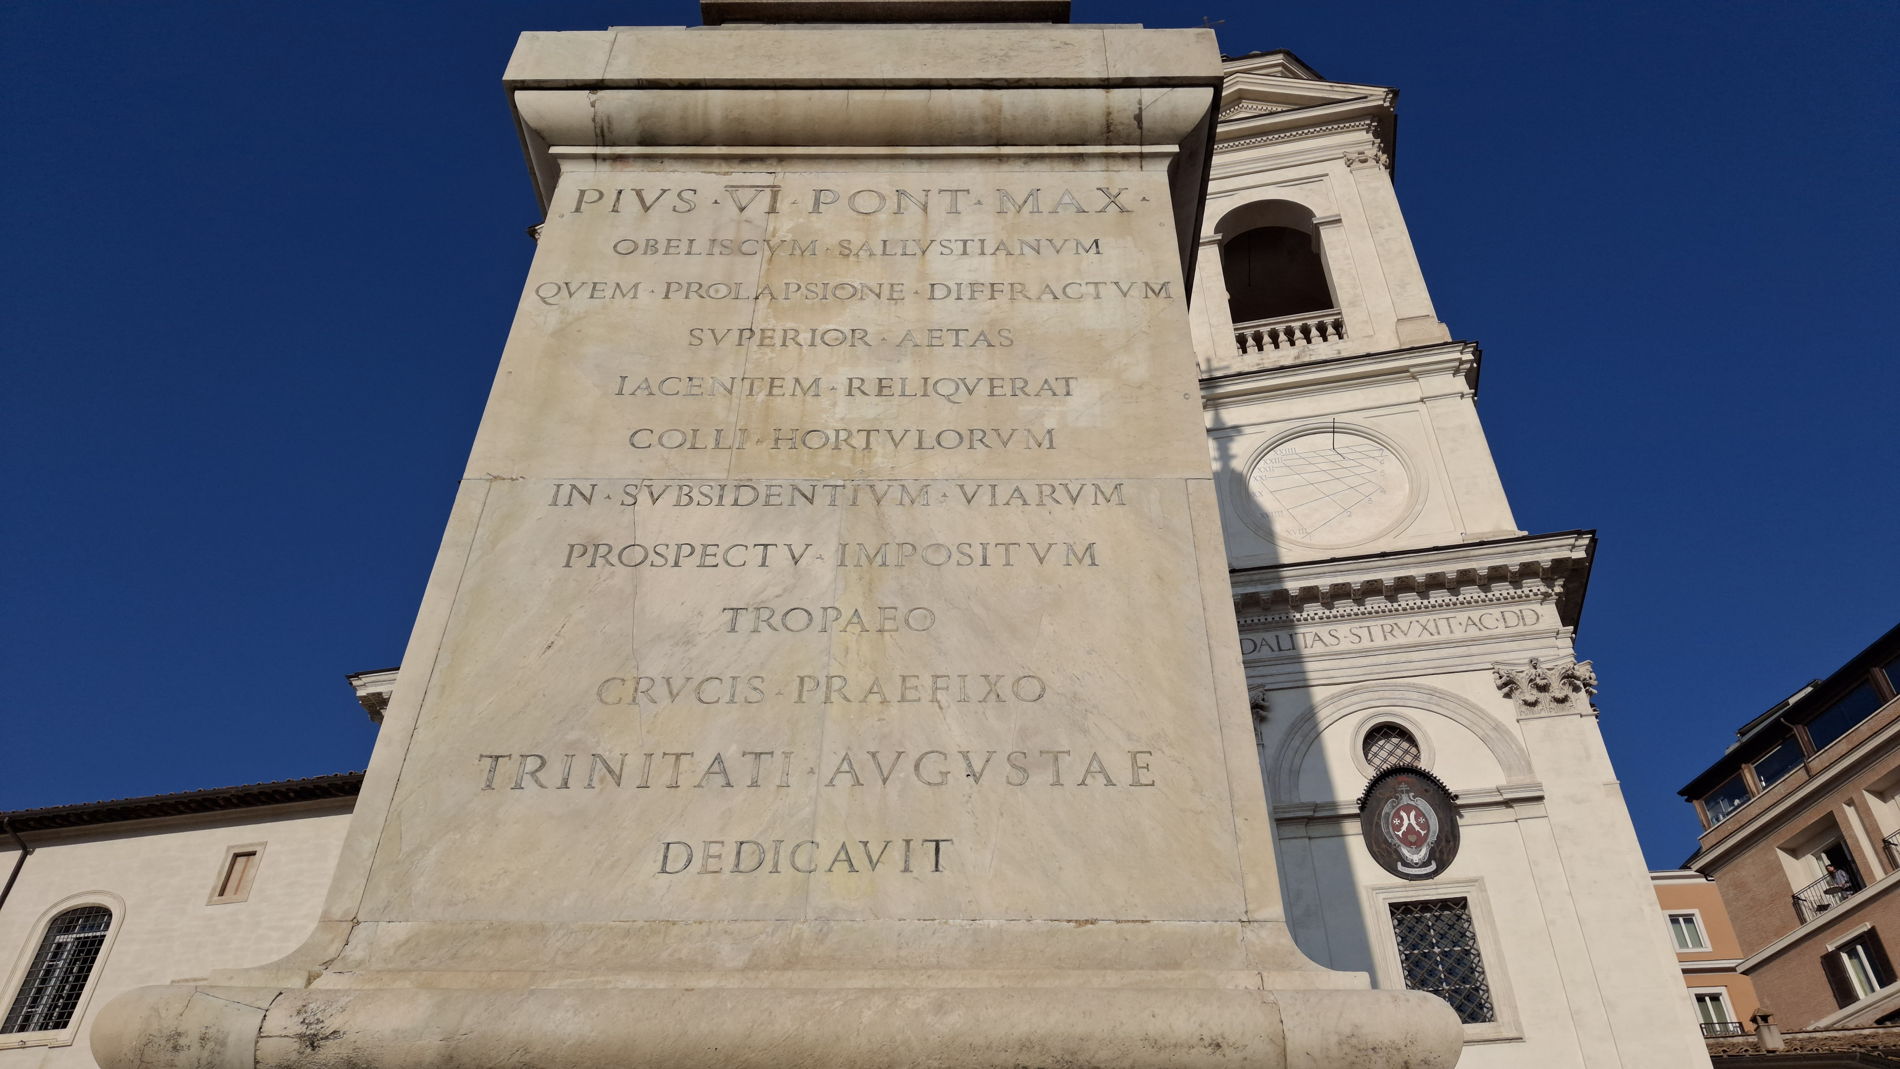 PIVS · VI · PONT · MAX ·
OBELISCVM · SALLVSTIANVM
QVEM · PROLAPSIONE · DIFFRACTVM
SVPERIOR · AETAS
IACENTEM · RELIQVERAT
COLLI · HORTVLORVM
IN · SVBSIDENTIVM · VIARVM
PROSPECTV · IMPOSITVM
TROPAEO
CRVCIS · PRAEFIXO
TRINITATI · AVGVSTAE
DEDICAVIT
DALITAS · STRVXIT · AC · DD ·